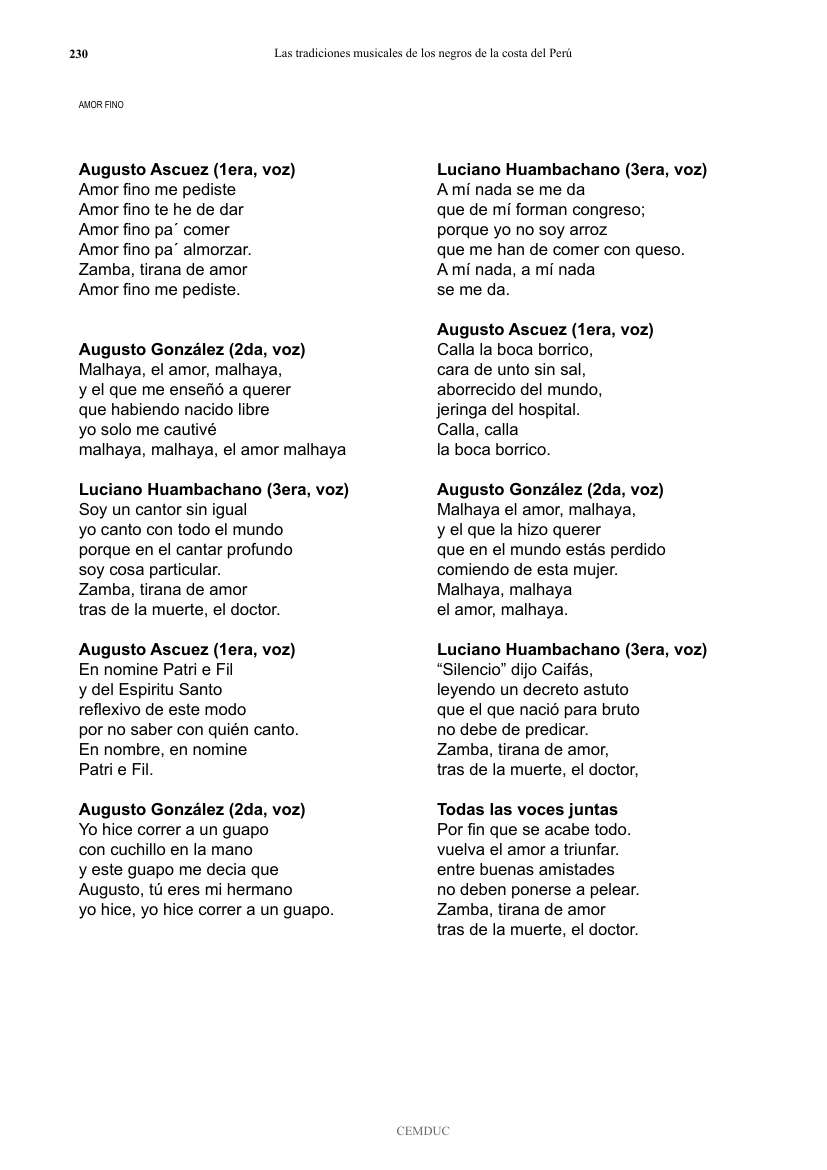 230
Las tradiciones musicales de los negros de la costa del Perú
AMOR FINO
Augusto Ascuez (1era, voz)
Amor fino me pediste
Amor fino te he de dar
Amor fino pa´ comer
Amor fino pa´ almorzar.
Zamba, tirana de amor
Amor fino me pediste.
Augusto González (2da, voz)
Malhaya, el amor, malhaya,
y el que me enseñó a querer
que habiendo nacido libre
yo solo me cautivé
malhaya, malhaya, el amor malhaya
Luciano Huambachano (3era, voz)
Soy un cantor sin igual
yo canto con todo el mundo
porque en el cantar profundo
soy cosa particular.
Zamba, tirana de amor
tras de la muerte, el doctor.
Augusto Ascuez (1era, voz)
En nomine Patri e Fil
y del Espiritu Santo
reflexivo de este modo
por no saber con quién canto.
En nombre, en nomine
Patri e Fil.
Augusto González (2da, voz)
Yo hice correr a un guapo
con cuchillo en la mano
y este guapo me decia que
Augusto, tú eres mi hermano
yo hice, yo hice correr a un guapo.
Luciano Huambachano (3era, voz)
A mí nada se me da
que de mí forman congreso;
porque yo no soy arroz
que me han de comer con queso.
A mí nada, a mí nada
se me da.
Augusto Ascuez (1era, voz)
Calla la boca borrico,
cara de unto sin sal,
aborrecido del mundo,
jeringa del hospital.
Calla, calla
la boca borrico.
Augusto González (2da, voz)
Malhaya el amor, malhaya,
y el que la hizo querer
que en el mundo estás perdido
comiendo de esta mujer.
Malhaya, malhaya
el amor, malhaya.
Luciano Huambachano (3era, voz)
“Silencio” dijo Caifás,
leyendo un decreto astuto
que el que nació para bruto
no debe de predicar.
Zamba, tirana de amor,
tras de la muerte, el doctor,
Todas las voces juntas
Por fin que se acabe todo.
vuelva el amor a triunfar.
entre buenas amistades
no deben ponerse a pelear.
Zamba, tirana de amor
tras de la muerte, el doctor.
CEMDUC